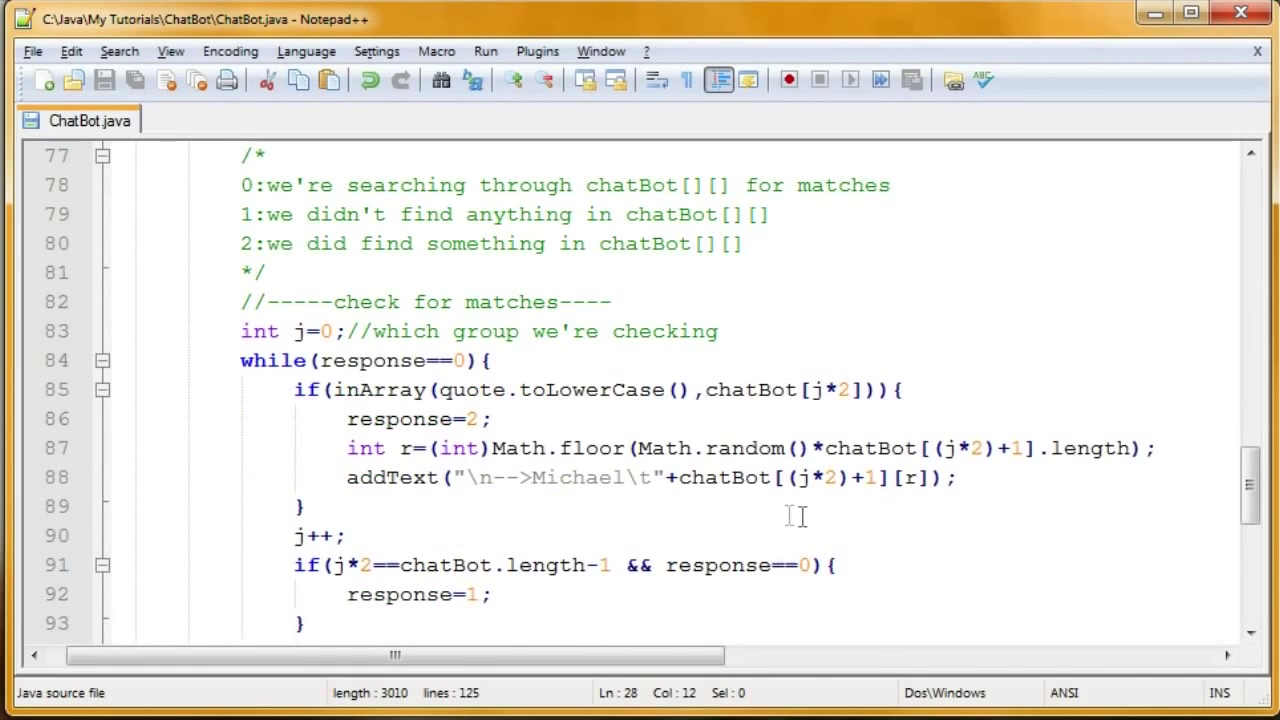 C:\Java\My Tutorials\ChatBot\ChatBot.java - Notepad++
File Edit Search View Encoding Language Settings Macro Run Plugins Window ? X
ABC
ChatBot.java
77 /*
78 0:we're searching through chatBot[][] for matches
79 1:we didn't find anything in chatBot[][]
80 2:we did find something in chatBot[][]
81 */
82 //-----check for matches----
83 int j=0;//which group we're checking
84 while(response==0){
85 if(inArray(quote.toLowerCase(),chatBot[j*2])){
86 response=2;
87 int r=(int)Math.floor(Math.random()*chatBot[(j*2)+1].length);
88 addText("\n-->Michael\t"+chatBot[(j*2)+1][r]);
89 }
90 j++;
91 if(j*2==chatBot.length-1 && response==0){
92 response=1;
93 }
Java source file length : 3010 lines : 125 Ln : 28 Col : 12 Sel : 0 Dos\Windows ANSI INS